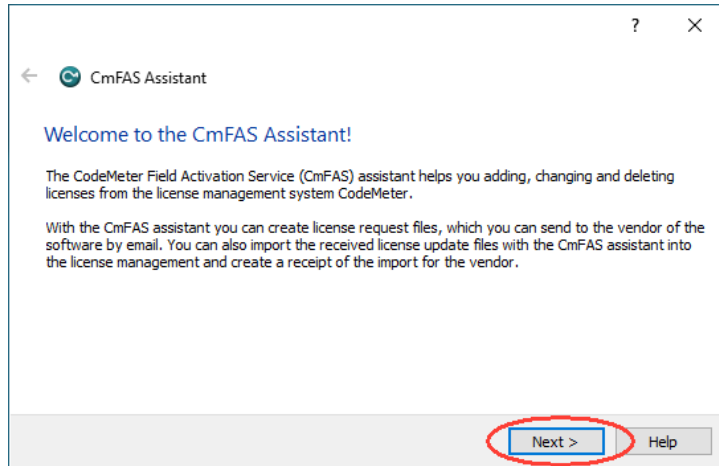 ?
CmFAS Assistant
Welcome to the CmFAS Assistant!
The CodeMeter Field Activation Service (CmFAS) assistant helps you adding, changing and deleting
licenses from the license management system CodeMeter.
With the CmFAS assistant you can create license request files, which you can send to the vendor of the
software by email. You can also import the received license update files with the CmFAS assistant into
the license management and create a receipt of the import for the vendor.
Next > Help